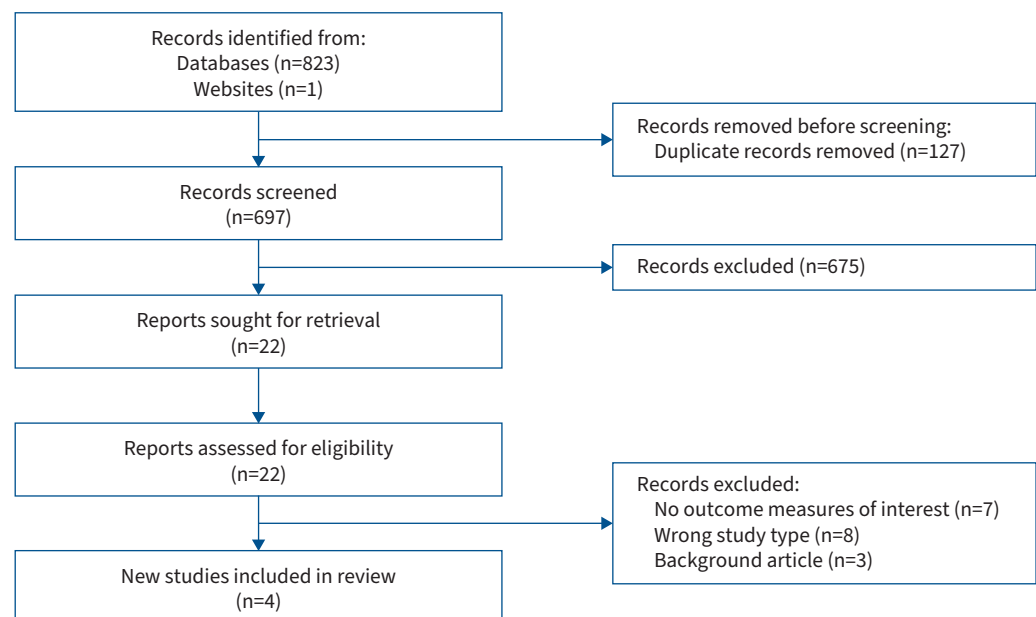 Records identified from:
Databases (n=823)
Websites (n=1)
Records removed before screening:
Duplicate records removed (n=127)
Records screened
(n=697)
Records excluded (n=675)
Reports sought for retrieval
(n=22)
Reports assessed for eligibility
(n=22)
Records excluded:
No outcome measures of interest (n=7)
Wrong study type (n=8)
Background article (n=3)
New studies included in review
(n=4)